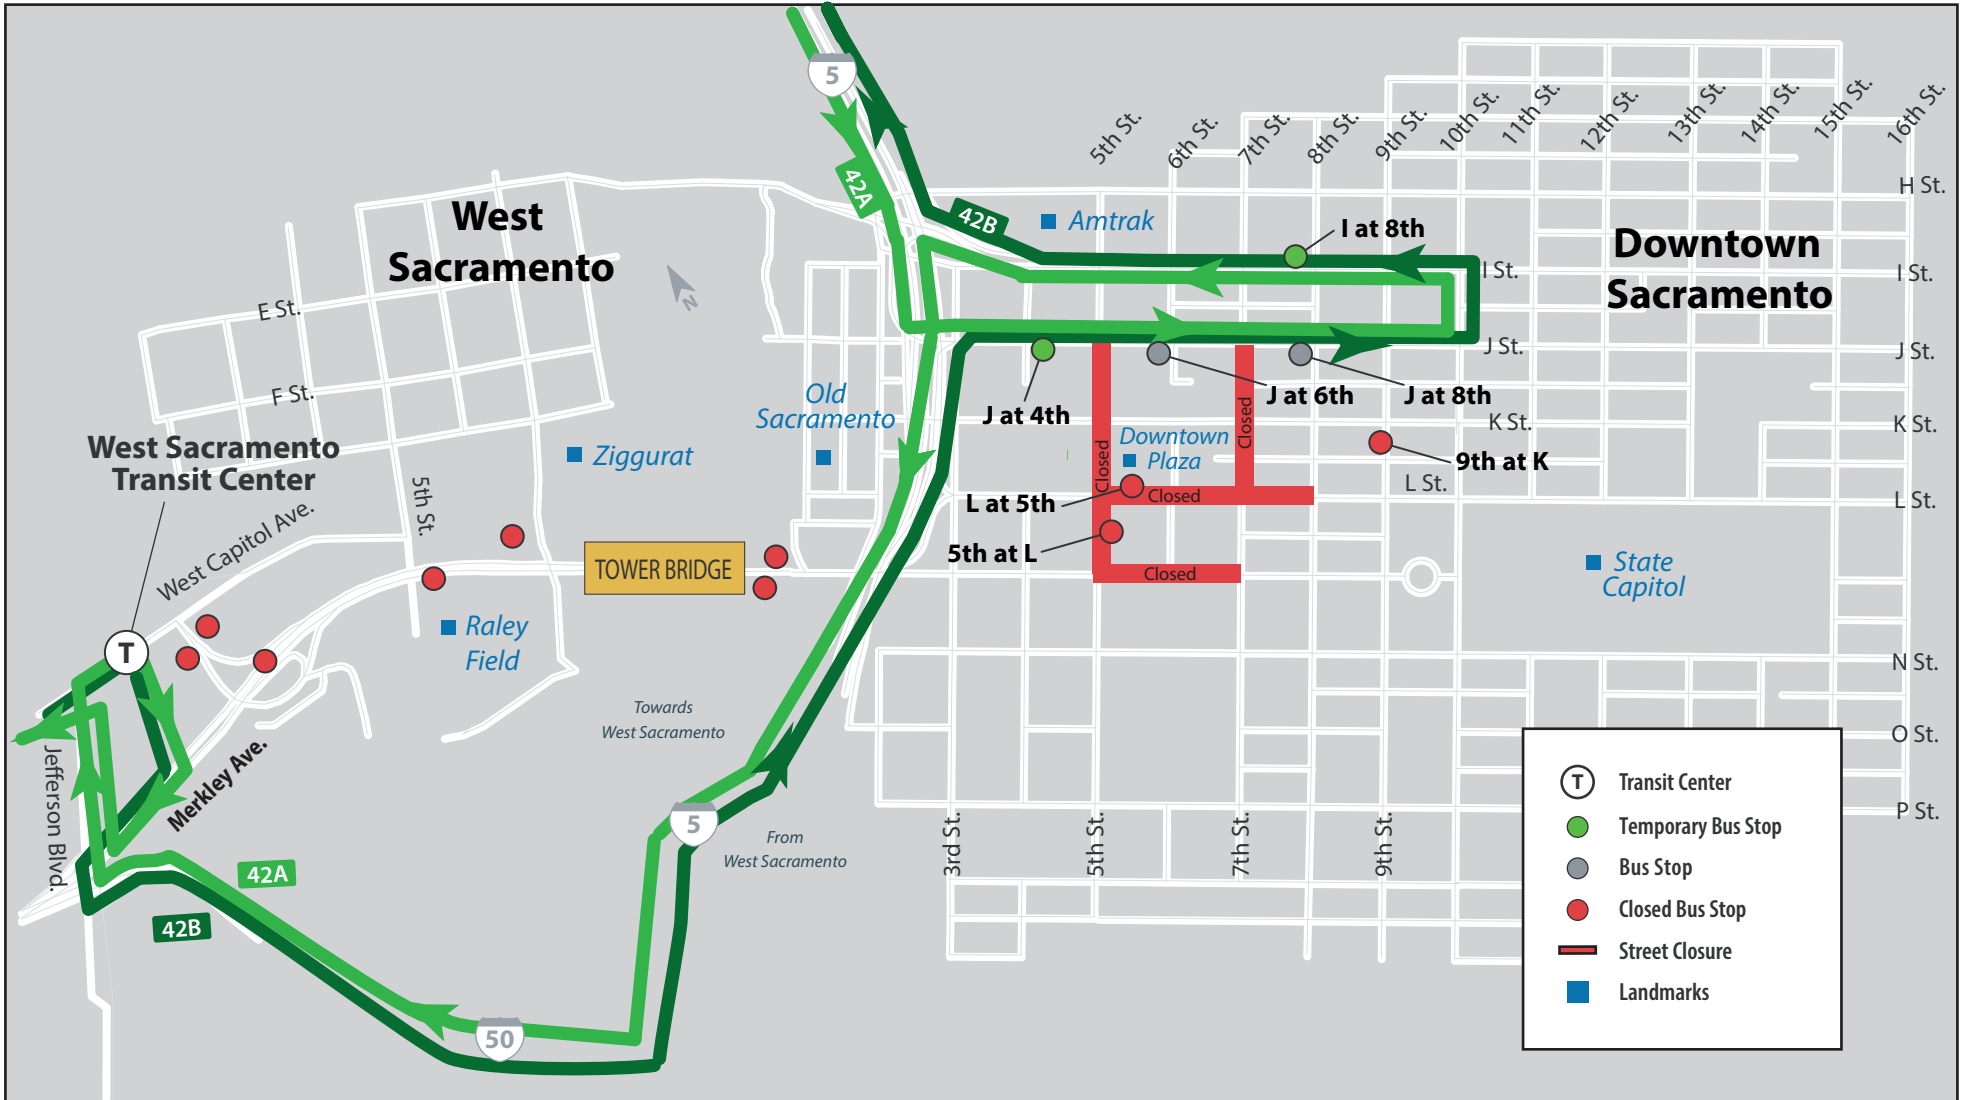 5
5th St.
6th St.
7th St.
8th St.
9th St.
10th St.
11th St.
12th St.
13th St.
14th St.
15th St.
16th St.
42A
42B
Amtrak
I at 8th
H St.
West
Sacramento
Downtown
Sacramento
I St.
I St.
N
E St.
J St.
J St.
F St.
Old
Sacramento
J at 4th
J at 6th
J at 8th
Closed
Closed
Downtown
Plaza
K St.
K St.
9th at K
West Sacramento
Transit Center
Ziggurat
L St.
L St.
L at 5th
Closed
5th St.
West Capitol Ave.
5th at L
TOWER BRIDGE
Closed
State
Capitol
Raley
Field
T
N St.
Towards
West Sacramento
O St.
Jefferson Blvd.
Merkley Ave.
5
From
West Sacramento
3rd St.
5th St.
7th St.
9th St.
P St.
42A
42B
50
T
Transit Center
Temporary Bus Stop
Bus Stop
Closed Bus Stop
Street Closure
Landmarks